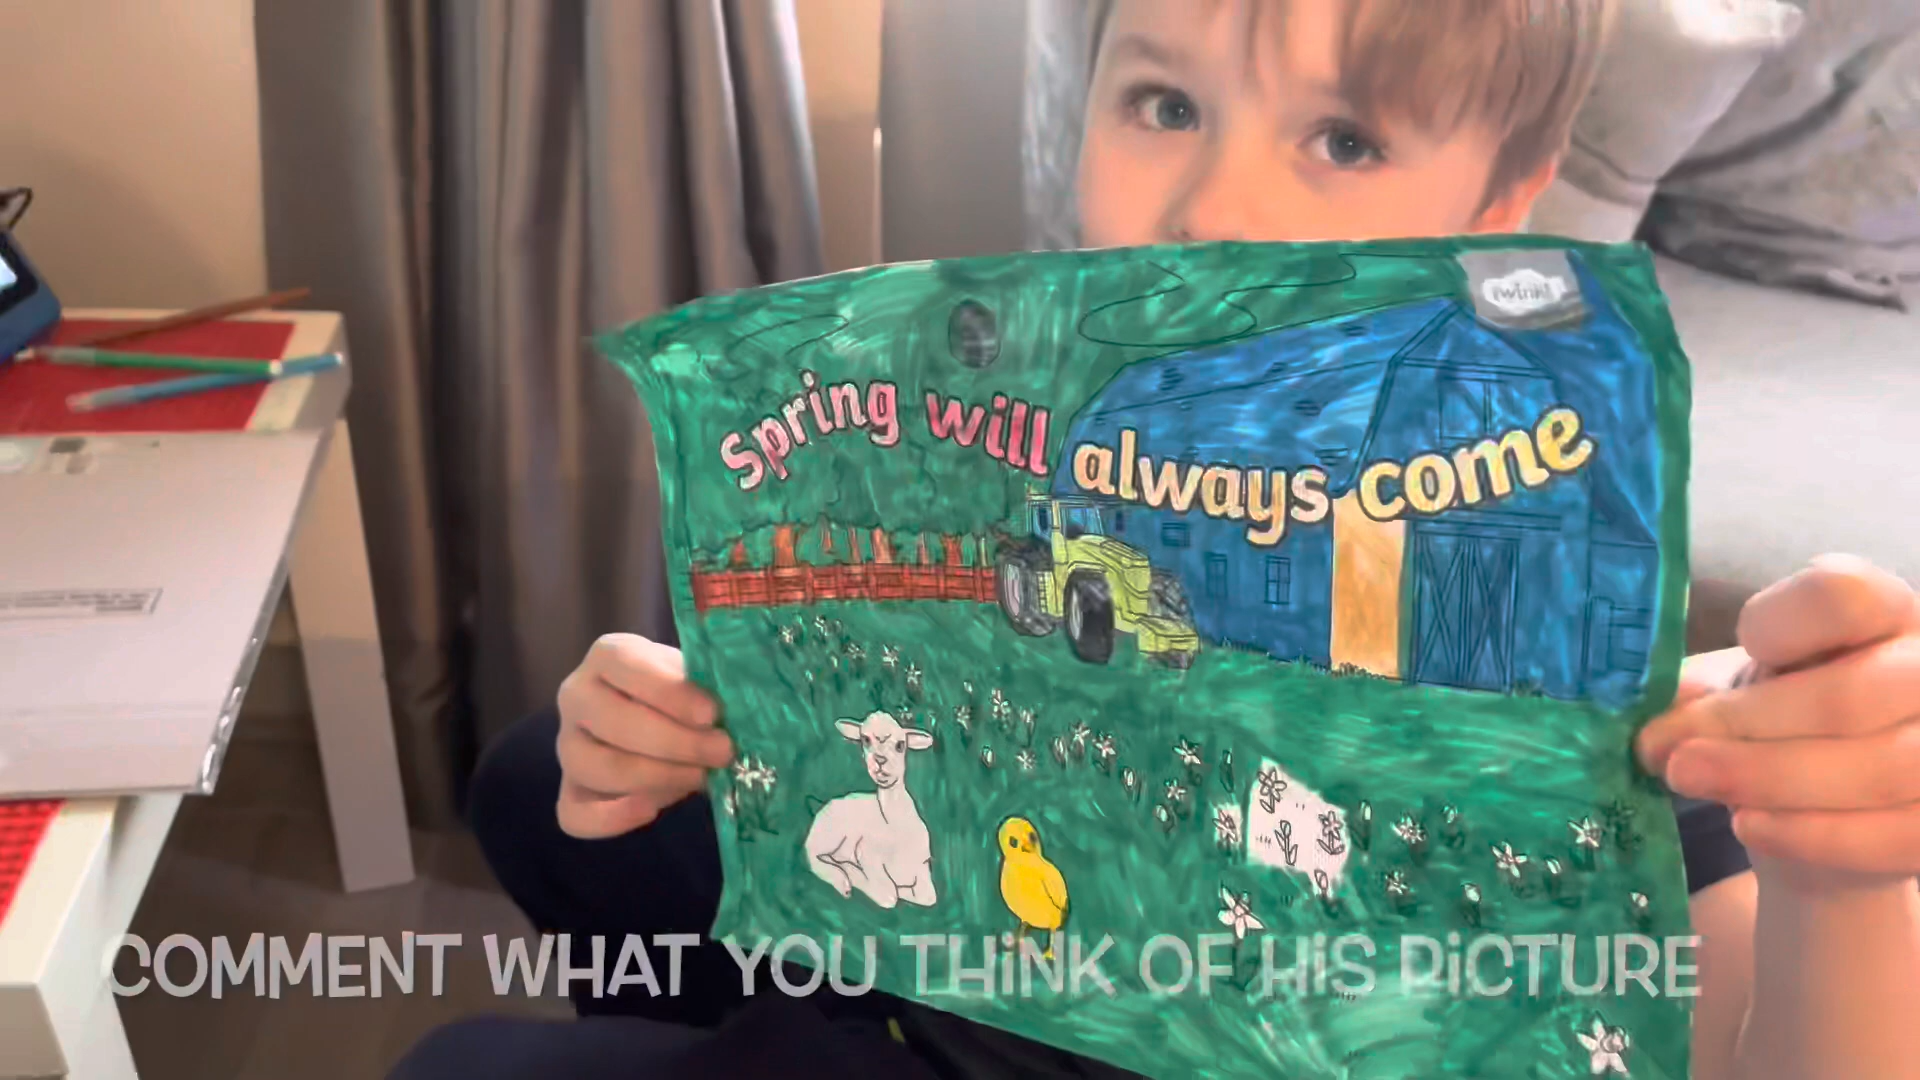 twinkl
Spring will always come
COMMENT WHAT YOU THiNK OF HiS PiCTURE